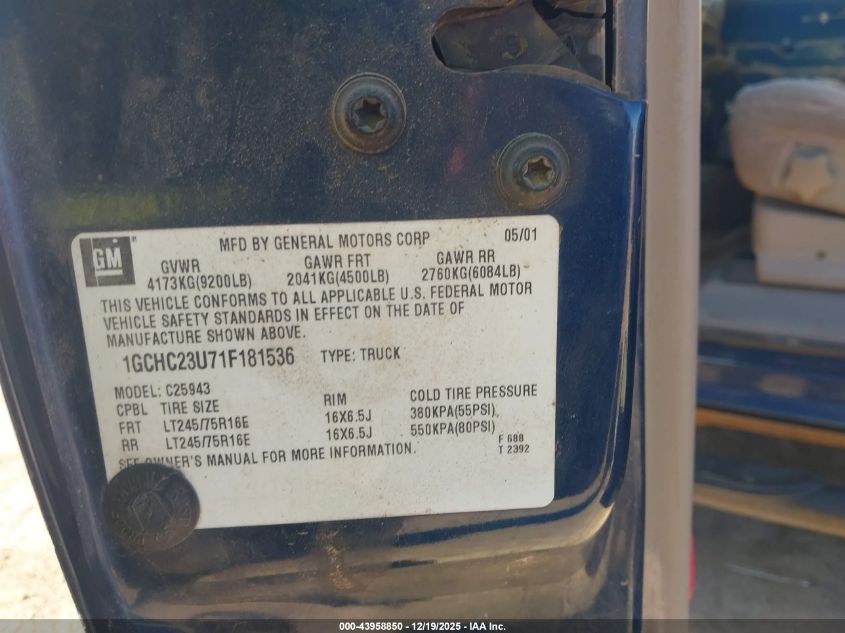 MFD BY GENERAL MOTORS CORP 05/01
GM
GVWR GAWR FRT GAWR RR
4173KG(9200LB) 2041KG(4500LB) 2760KG(6084LB)
THIS VEHICLE CONFORMS TO ALL APPLICABLE U.S. FEDERAL MOTOR
VEHICLE SAFETY STANDARDS IN EFFECT ON THE DATE OF
MANUFACTURE SHOWN ABOVE.
1GCHC23U71F181536 TYPE: TRUCK
MODEL: C25943
CPBL TIRE SIZE RIM COLD TIRE PRESSURE
FRT LT245/75R16E 16X6.5J 380KPA(55PSI)
RR LT245/75R16E 16X6.5J 550KPA(80PSI)
SEE OWNER'S MANUAL FOR MORE INFORMATION.
F 688
T 2392
000-43958850 - 12/19/2025 - IAA Inc.